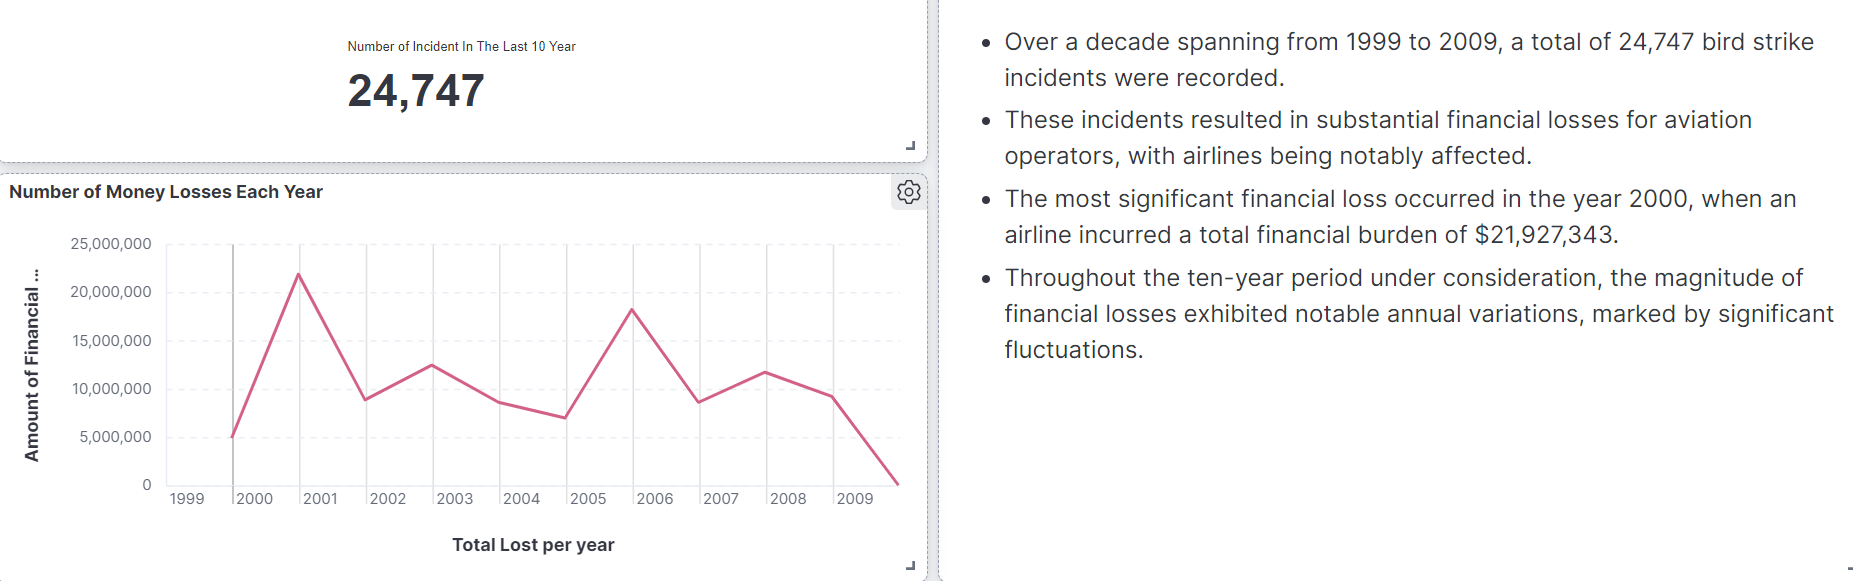 Number of Incident In The Last 10 Year
24,747
Number of Money Losses Each Year
Amount of Financial ...
25,000,000
20,000,000
15,000,000
10,000,000
5,000,000
0
1999 2000 2001 2002 2003 2004 2005 2006 2007 2008 2009
Total Lost per year
• Over a decade spanning from 1999 to 2009, a total of 24,747 bird strike
incidents were recorded.
• These incidents resulted in substantial financial losses for aviation
operators, with airlines being notably affected.
• The most significant financial loss occurred in the year 2000, when an
airline incurred a total financial burden of $21,927,343.
• Throughout the ten-year period under consideration, the magnitude of
financial losses exhibited notable annual variations, marked by significant
fluctuations.